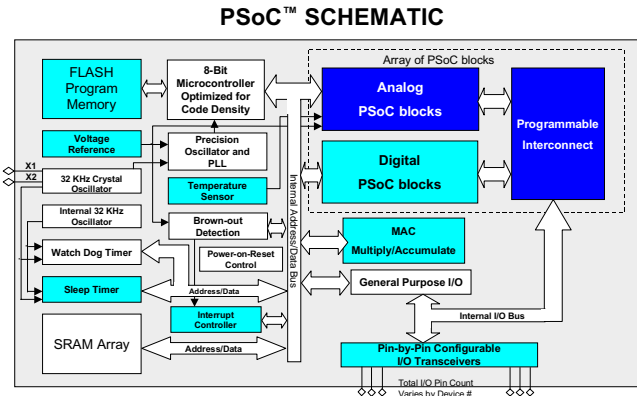 PSoC™ SCHEMATIC
Array of PSoC blocks
FLASH
Program
Memory
8-Bit
Microcontroller
Optimized for
Code Density
Analog
PSoC blocks
Programmable
Interconnect
Voltage
Reference
Precision
Oscillator and
PLL
Digital
PSoC blocks
X1
X2
32 KHz Crystal
Oscillator
Temperature
Sensor
Internal Address/Data Bus
Internal 32 KHz
Oscillator
Brown-out
Detection
MAC
Multiply/Accumulate
Watch Dog Timer
Power-on-Reset
Control
General Purpose I/O
Sleep Timer
Address/Data
Interrupt
Controller
Internal I/O Bus
SRAM Array
Address/Data
Pin-by-Pin Configurable
I/O Transceivers
Total I/O Pin Count
Varies by Device #